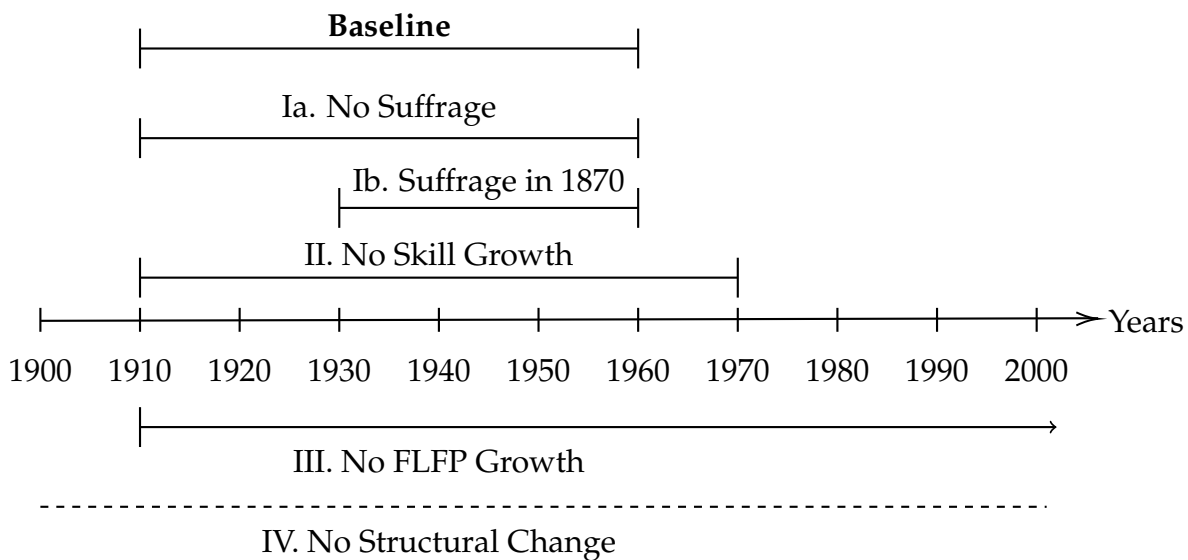 Baseline
Ia. No Suffrage
Ib. Suffrage in 1870
II. No Skill Growth
Years
1900 1910 1920 1930 1940 1950 1960 1970 1980 1990 2000
III. No FLFP Growth
IV. No Structural Change